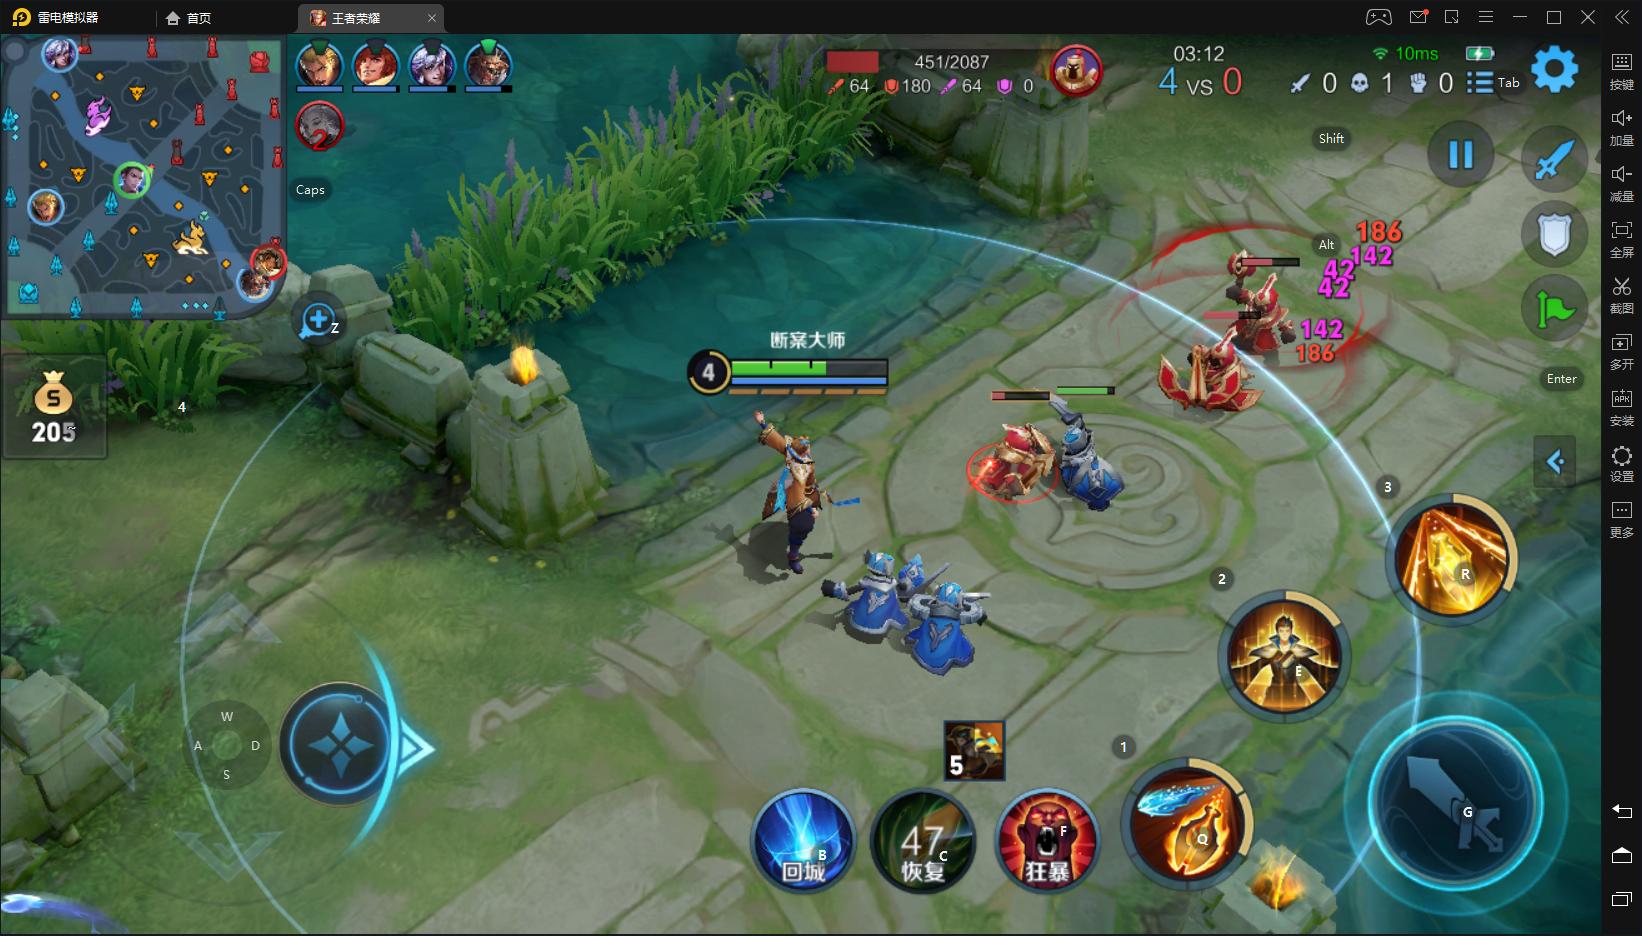 雷电模拟器
首页
王者荣耀
451/2087
64
180
64
0
03:12
4 VS 0
10ms
0
1
0
Tab
2
Caps
Shift
Alt
186
142
42
42
142
186
Enter
Z
205
4
断案大师
4
3
R
2
E
W
A
D
S
5
1
G
B
回城
47
C
恢复
F
狂暴
Q
按键
加量
减量
全屏
截图
多开
APK
安装
设置
更多